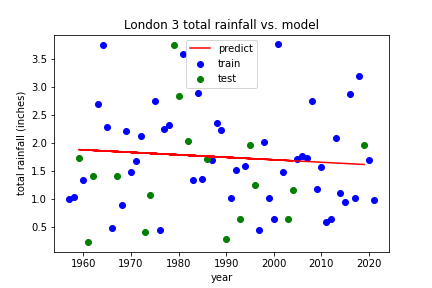 London 3 total rainfall vs. model
predict
train
test
3.5
3.0
2.5
2.0
1.5
1.0
0.5
total rainfall (inches)
1960 1970 1980 1990 2000 2010 2020
year